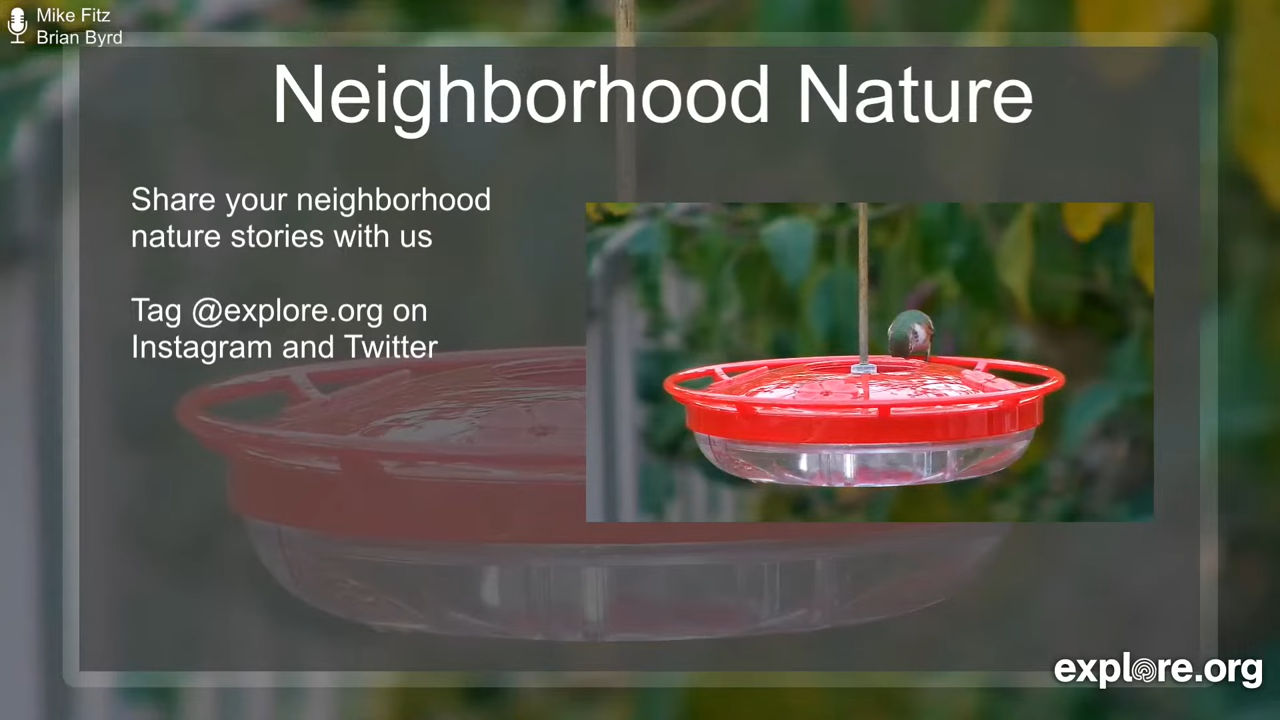 Mike Fitz
Brian Byrd
Neighborhood Nature
Share your neighborhood
nature stories with us
Tag @explore.org on
Instagram and Twitter
explore.org